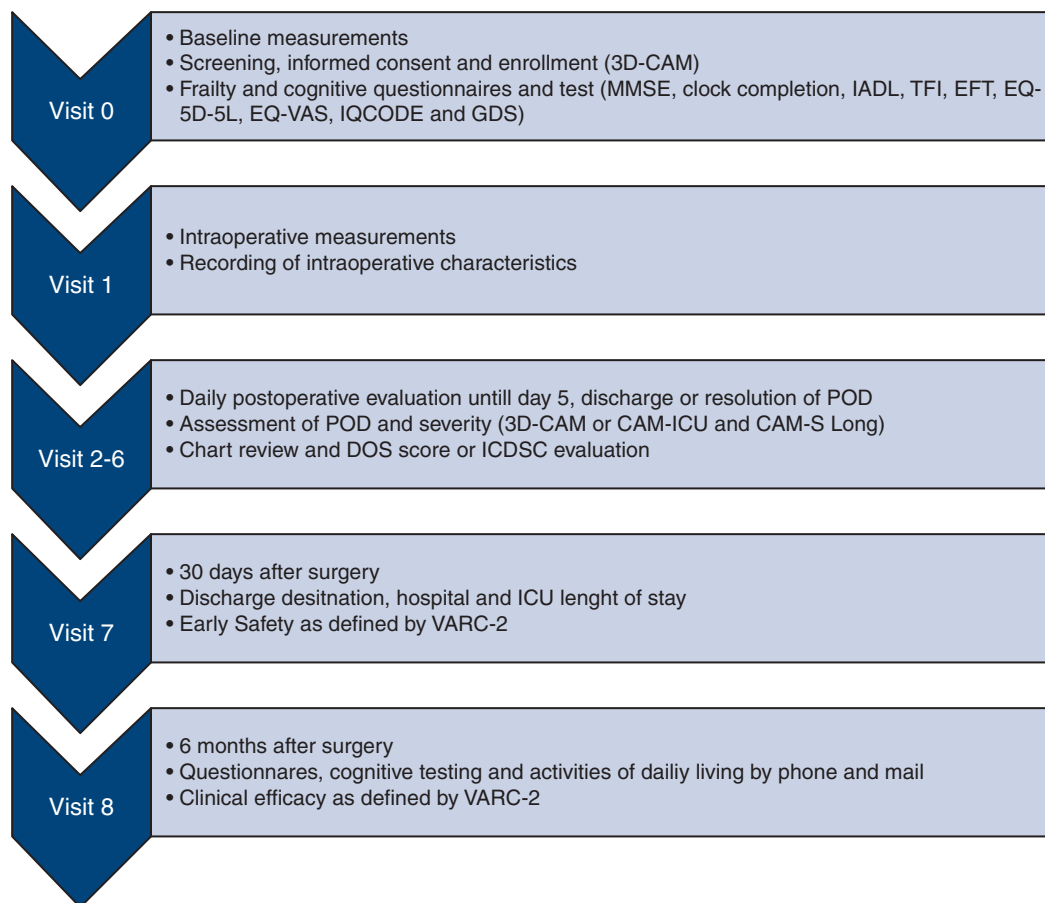 Visit 0
• Baseline measurements
• Screening, informed consent and enrollment (3D-CAM)
• Frailty and cognitive questionnaires and test (MMSE, clock completion, IADL, TFI, EFT, EQ-
5D-5L, EQ-VAS, IQCODE and GDS)
Visit 1
• Intraoperative measurements
• Recording of intraoperative characteristics
Visit 2-6
• Daily postoperative evaluation untill day 5, discharge or resolution of POD
• Assessment of POD and severity (3D-CAM or CAM-ICU and CAM-S Long)
• Chart review and DOS score or ICDSC evaluation
Visit 7
• 30 days after surgery
• Discharge desitnation, hospital and ICU lenght of stay
• Early Safety as defined by VARC-2
Visit 8
• 6 months after surgery
• Questionnares, cognitive testing and activities of dailiy living by phone and mail
• Clinical efficacy as defined by VARC-2